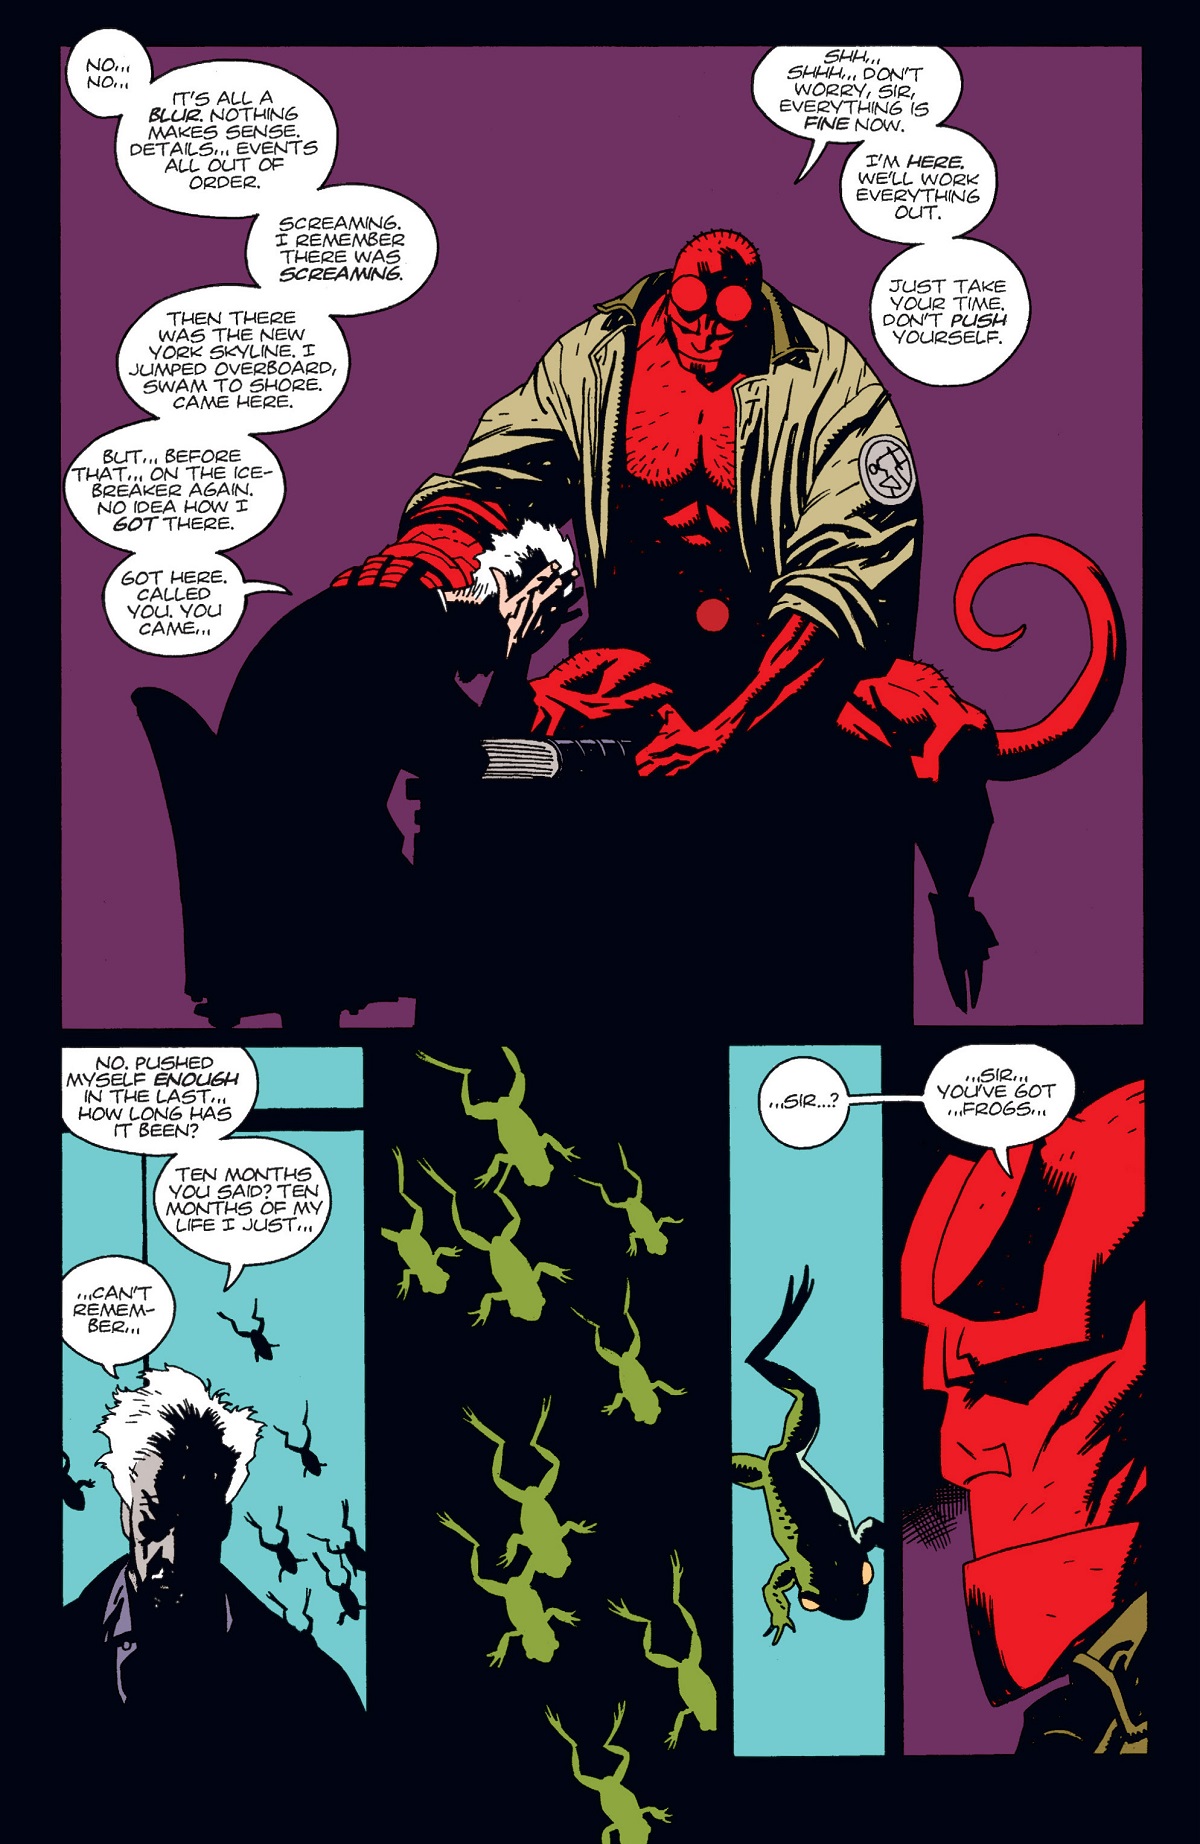 NO...
NO...
IT'S ALL A
BLUR. NOTHING
MAKES SENSE.
DETAILS... EVENTS
ALL OUT OF
ORDER.
SCREAMING.
I REMEMBER
THERE WAS
SCREAMING.
THEN THERE
WAS THE NEW
YORK SKYLINE. I
JUMPED OVERBOARD,
SWAM TO SHORE.
CAME HERE.
BUT... BEFORE
THAT... ON THE ICE-
BREAKER AGAIN.
NO IDEA HOW I
GOT THERE.
GOT HERE.
CALLED
YOU. YOU
CAME...
SHH...
SHHH... DON'T
WORRY, SIR,
EVERYTHING IS
FINE NOW.
I'M HERE.
WE'LL WORK
EVERYTHING
OUT.
JUST TAKE
YOUR TIME.
DON'T PUSH
YOURSELF.
NO. PUSHED
MYSELF ENOUGH
IN THE LAST...
HOW LONG HAS
IT BEEN?
TEN MONTHS
YOU SAID? TEN
MONTHS OF MY
LIFE I JUST...
...CAN'T
REMEM-
BER...
...SIR...?
...SIR...
YOU'VE GOT
...FROGS...